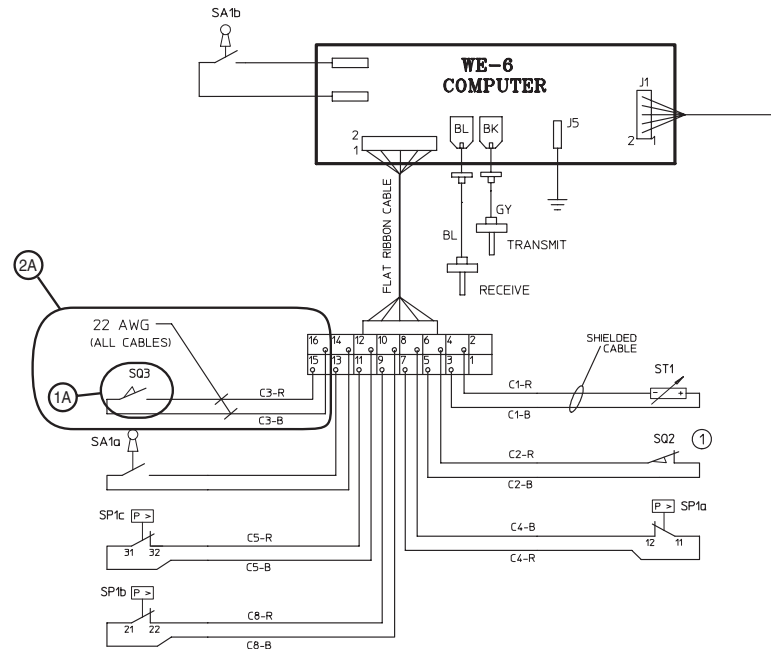 SA1b
WE-6
COMPUTER
J1
2
1
BL
BK
J5
2 1
FLAT RIBBON CABLE
GY
BL
TRANSMIT
RECEIVE
2A
22 AWG
(ALL CABLES)
16 14 12 10 8 6 4 2
15 13 11 9 7 5 3 1
SHIELDED
CABLE
SQ3
ST1
1A
C3-R
C1-R
- +
C3-B
C1-B
SA1a
SQ2
1
C2-R
C2-B
SP1c
P >
SP1a
P >
C4-B
C5-R
31 32
12 11
C4-R
C5-B
SP1b
P >
C8-R
21 22
C8-B